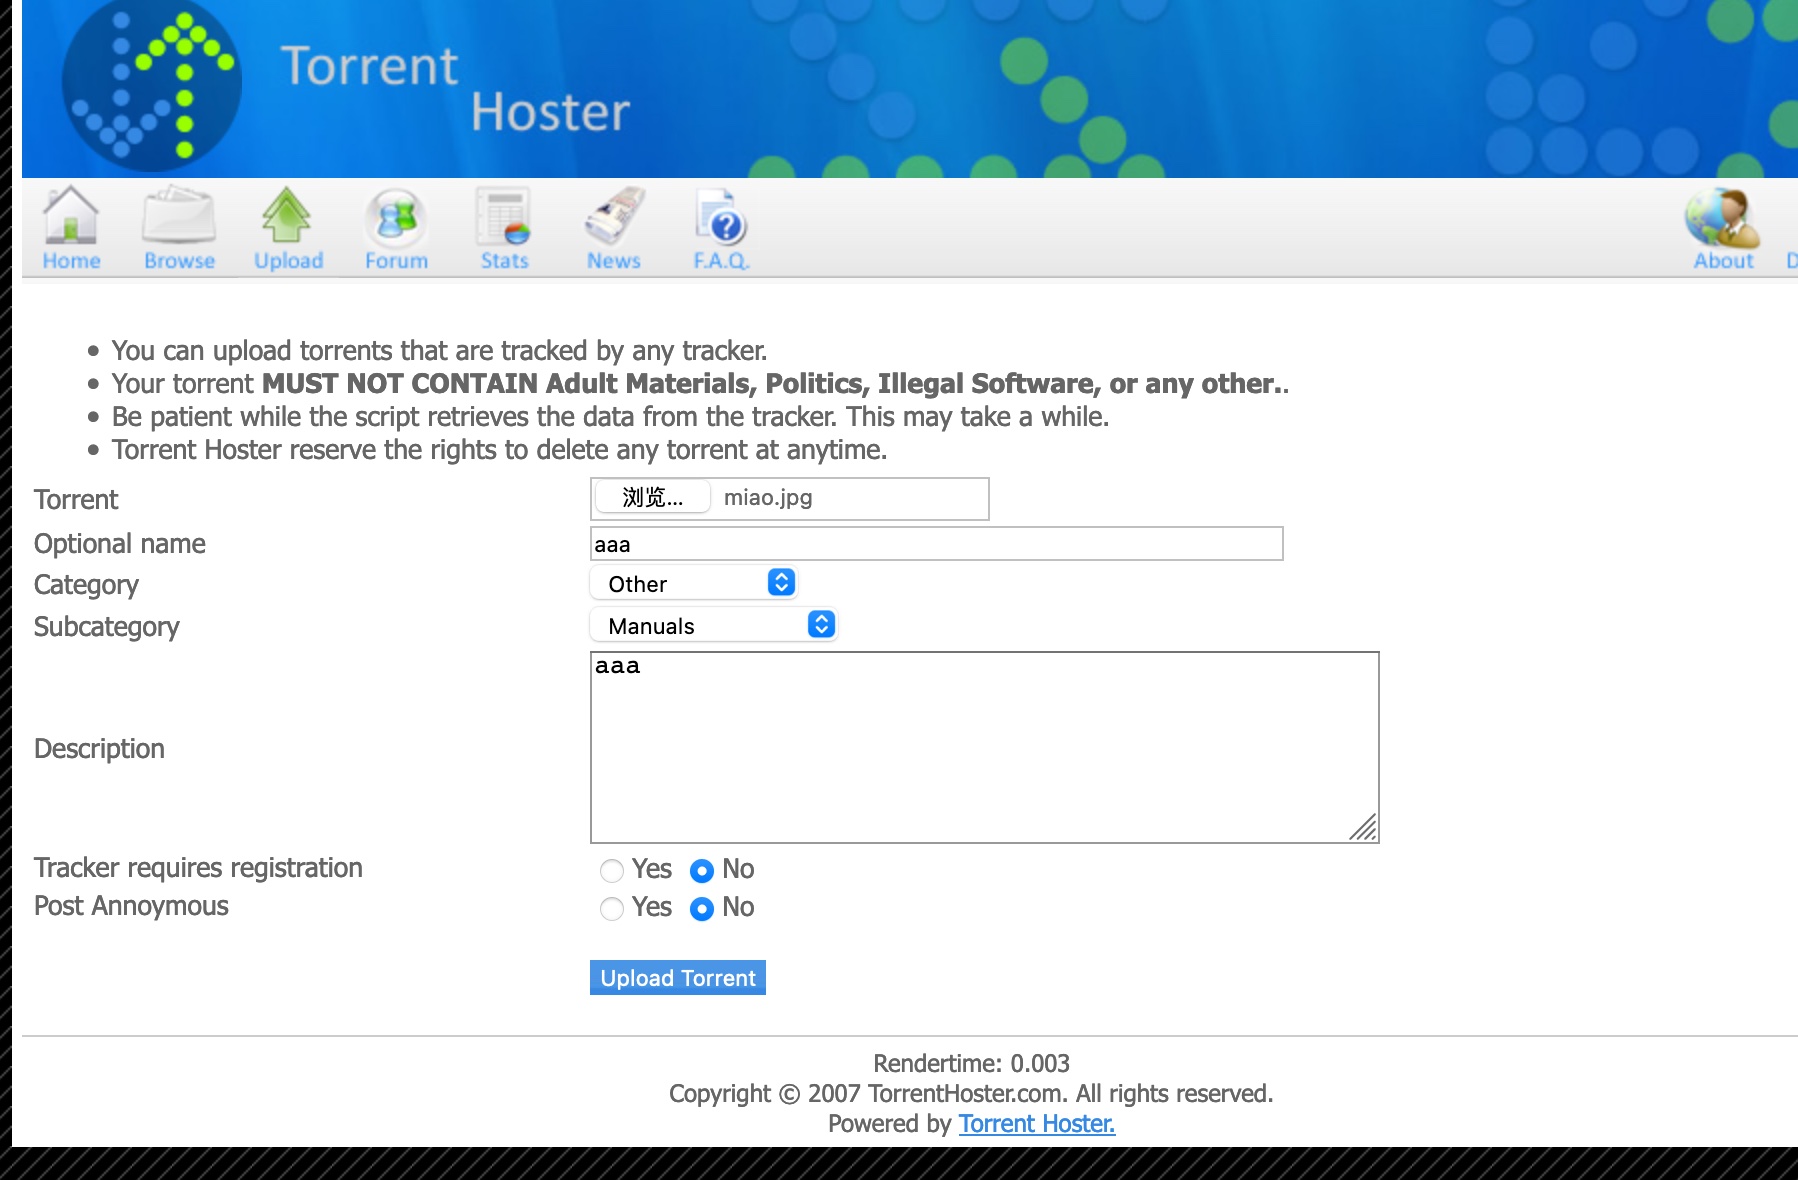 Torrent
Hoster
Home Browse Upload Forum Stats News F.A.Q. About
You can upload torrents that are tracked by any tracker.
Your torrent MUST NOT CONTAIN Adult Materials, Politics, Illegal Software, or any other..
Be patient while the script retrieves the data from the tracker. This may take a while.
Torrent Hoster reserve the rights to delete any torrent at anytime.
Torrent 浏览... miao.jpg
Optional name aaa
Category Other
Subcategory Manuals
aaa
Description
Tracker requires registration Yes No
Post Annoymous Yes No
Upload Torrent
Rendertime: 0.003
Copyright © 2007 TorrentHoster.com. All rights reserved.
Powered by Torrent Hoster.